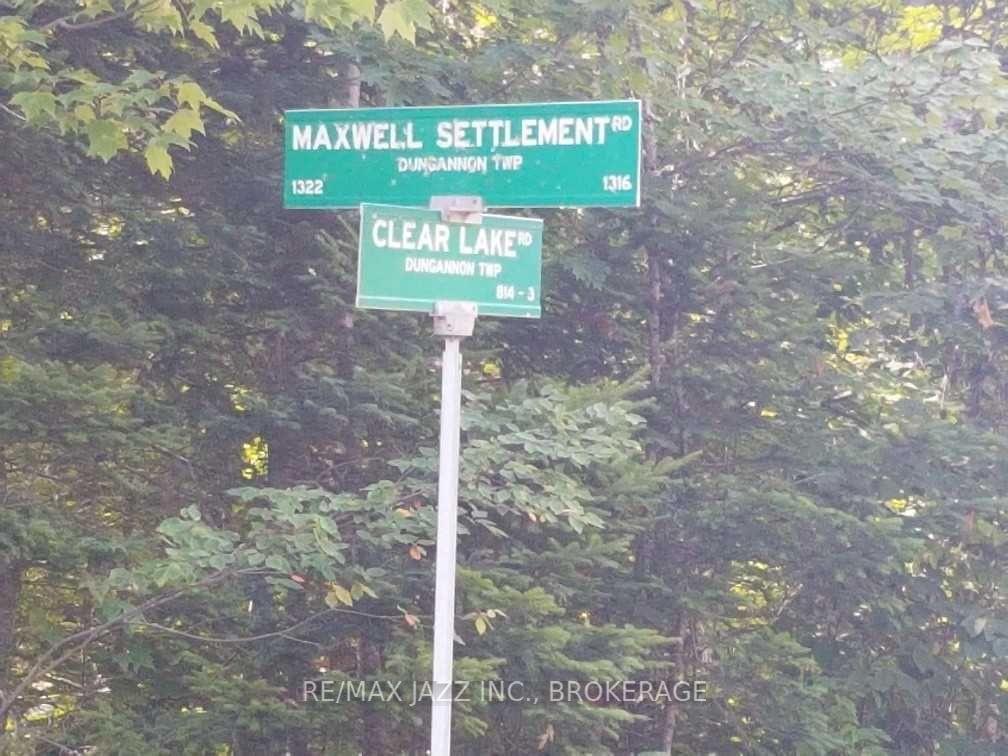 MAXWELL SETTLEMENT RD
DUNGANNON TWP
1322 1316
CLEAR LAKE RD
DUNGANNON TWP
814 - 3
RE/MAX JAZZ INC., BROKERAGE